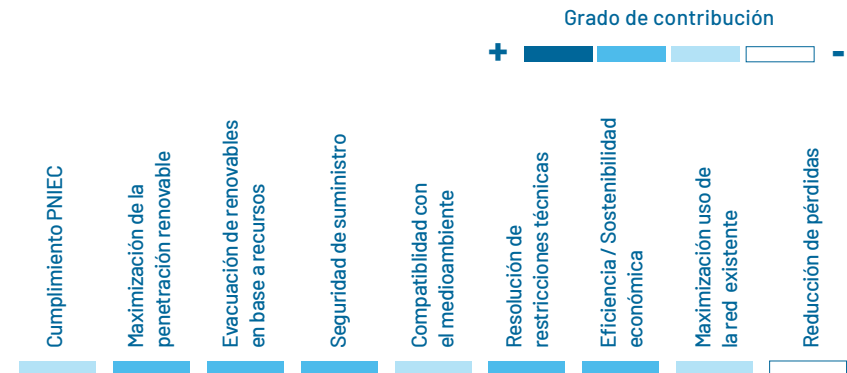 Grado de contribución
+ -
Cumplimiento PNIEC
Maximización de la
penetración renovable
Evacuación de renovables
en base a recursos
Seguridad de suministro
Compatiblidad con
el medioambiente
Resolución de
restricciones técnicas
Eficiencia / Sostenibilidad
económica
Maximización uso de
la red existente
Reducción de pérdidas